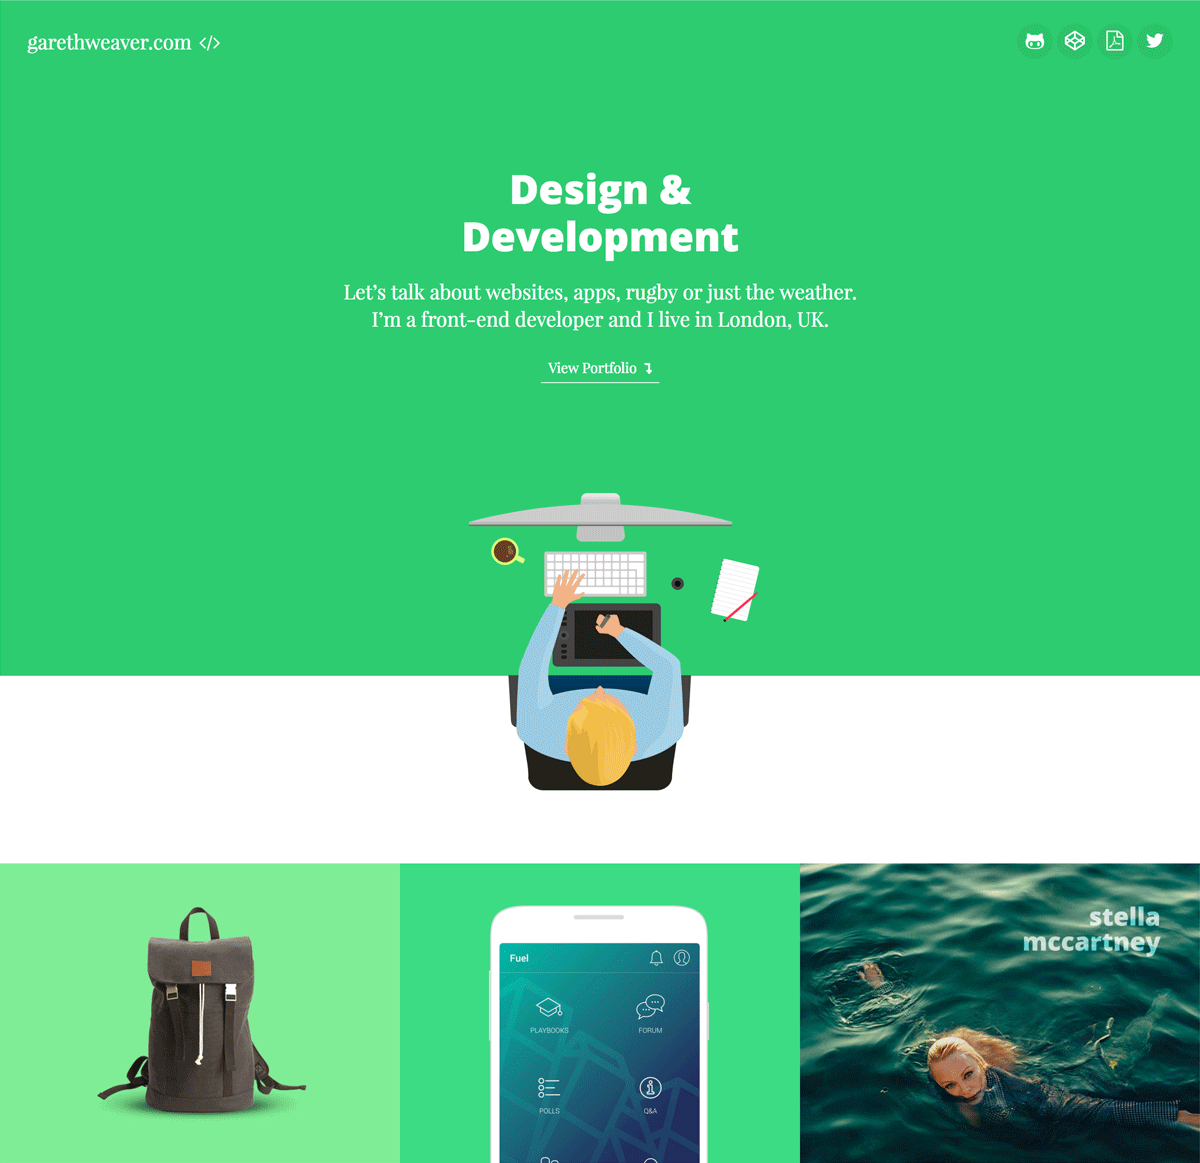 garethweaver.com </>
Design &
Development
Let’s talk about websites, apps, rugby or just the weather.
I’m a front-end developer and I live in London, UK.
View Portfolio ↴
Fuel
PLAYBOOKS
FORUM
POLLS
Q&A
stella
mccartney